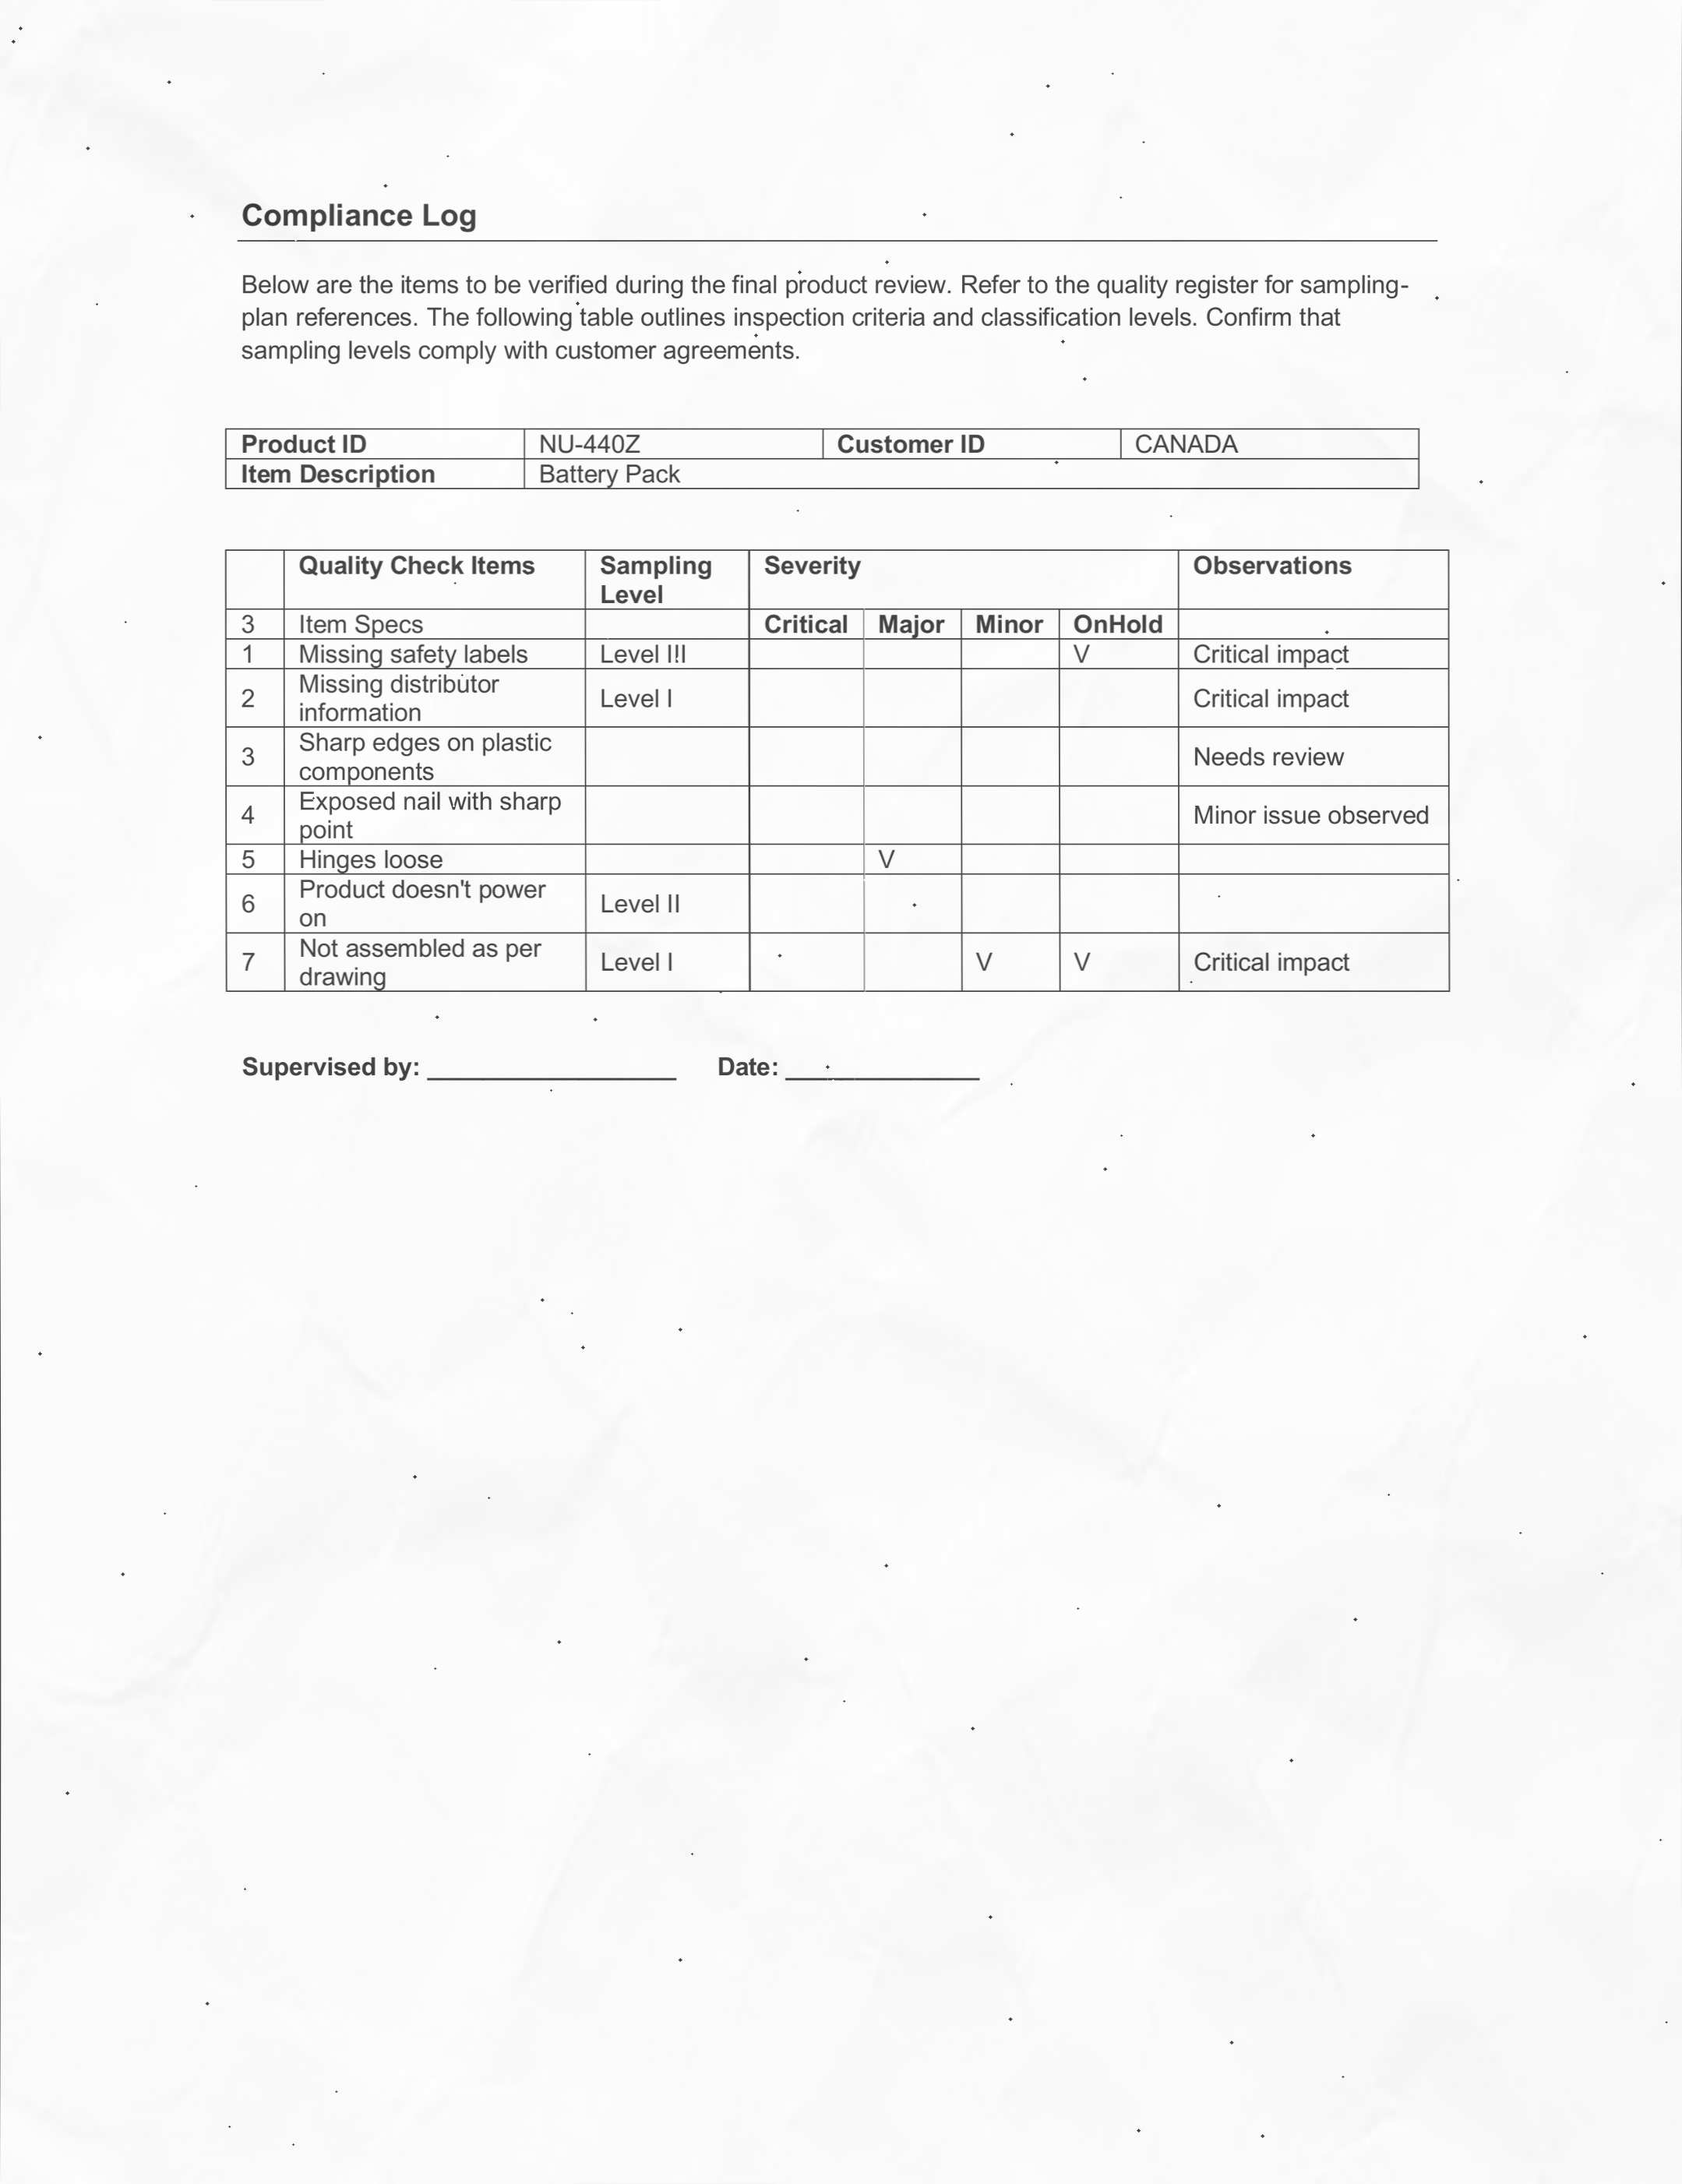 Compliance Log
Below are the items to be verified during the final product review. Refer to the quality register for sampling-
plan references. The following table outlines inspection criteria and classification levels. Confirm that
sampling levels comply with customer agreements.
Product ID NU-440Z Customer ID CANADA
Item Description Battery Pack
Quality Check Items Sampling Level Severity Observations
3 Item Specs Critical Major Minor OnHold
1 Missing safety labels Level III V Critical impact
2 Missing distributor information Level I Critical impact
3 Sharp edges on plastic components Needs review
4 Exposed nail with sharp point Minor issue observed
5 Hinges loose V
6 Product doesn't power on Level II
7 Not assembled as per drawing Level I V V Critical impact
Supervised by: Date: